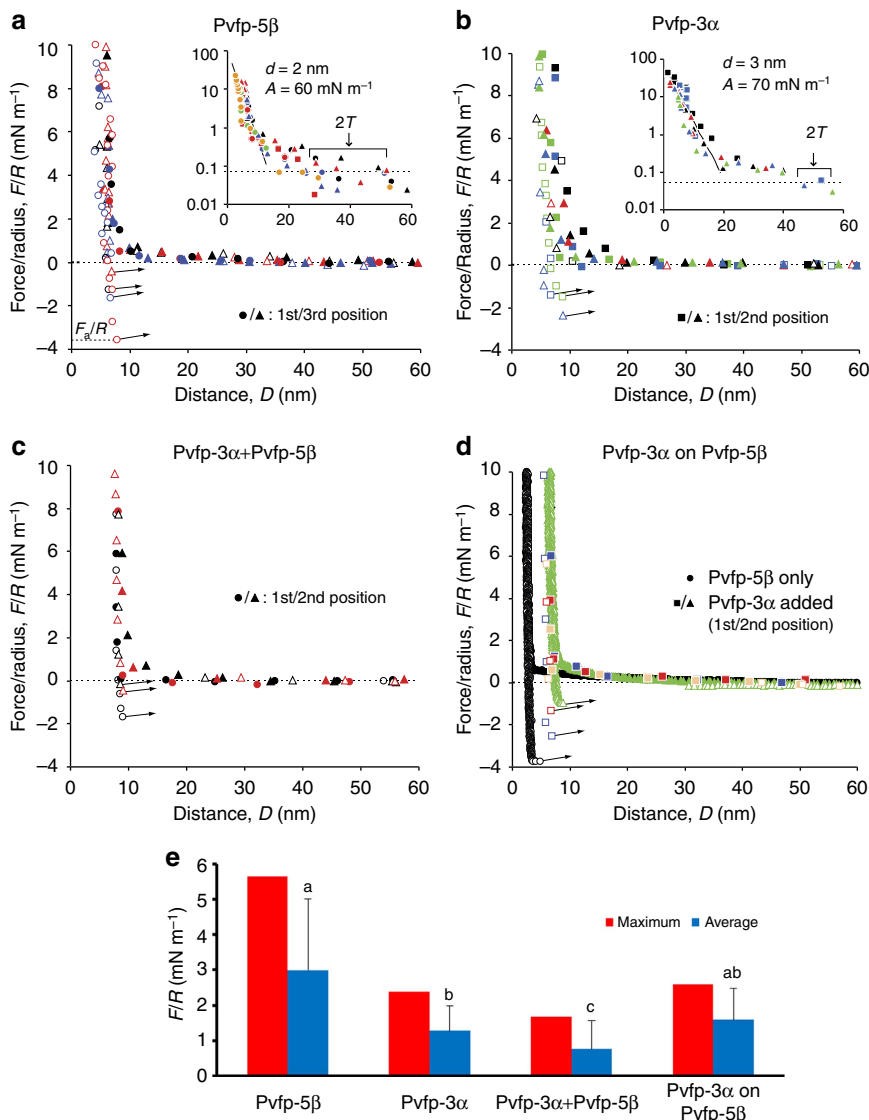 a
Pvfp-5β
Force/radius, F/R (mN m⁻¹)
10
8
6
4
2
0
−2
−4
100
10
1
0.1
0.01
0
20
40
60
d = 2 nm
A = 60 mN m⁻¹
2T
●/▲ : 1st/3rd position
Fa/R
0
10
20
30
40
50
60
Distance, D (nm)
b
Pvfp-3α
Force/Radius, F/R (mN m⁻¹)
10
8
6
4
2
0
−2
−4
100
10
1
0.1
0.01
0
20
40
60
d = 3 nm
A = 70 mN m⁻¹
2T
■/▲ : 1st/2nd position
0
10
20
30
40
50
60
Distance, D (nm)
c
Pvfp-3α+Pvfp-5β
Force/radius, F/R (mN m⁻¹)
10
8
6
4
2
0
−2
−4
●/▲ : 1st/2nd position
0
10
20
30
40
50
60
Distance, D (nm)
d
Pvfp-3α on Pvfp-5β
Force/radius, F/R (mN m⁻¹)
10
8
6
4
2
0
−2
−4
● Pvfp-5β only
■/▲ Pvfp-3α added
(1st/2nd position)
0
10
20
30
40
50
60
Distance, D (nm)
e
F/R (mN m⁻¹)
6
5
4
3
2
1
0
a
b
c
ab
Maximum
Average
Pvfp-5β
Pvfp-3α
Pvfp-3α+Pvfp-5β
Pvfp-3α on
Pvfp-5β